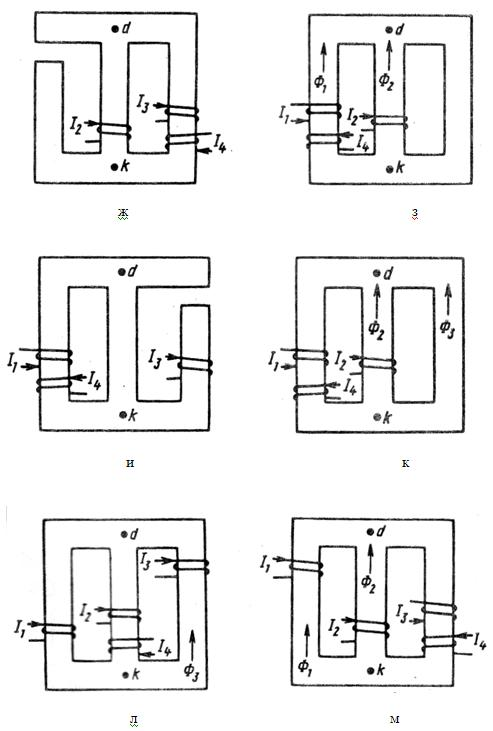 d
I₃
I₂
I₄
k
ж
d
Φ₁
Φ₂
I₁
I₂
I₄
k
з
d
I₁
I₃
I₄
k
и
d
Φ₂
Φ₃
I₁
I₂
I₄
k
к
d
I₃
I₂
I₁
I₄
Φ₃
k
л
d
I₁
Φ₂
I₃
I₂
I₄
Φ₁
k
м